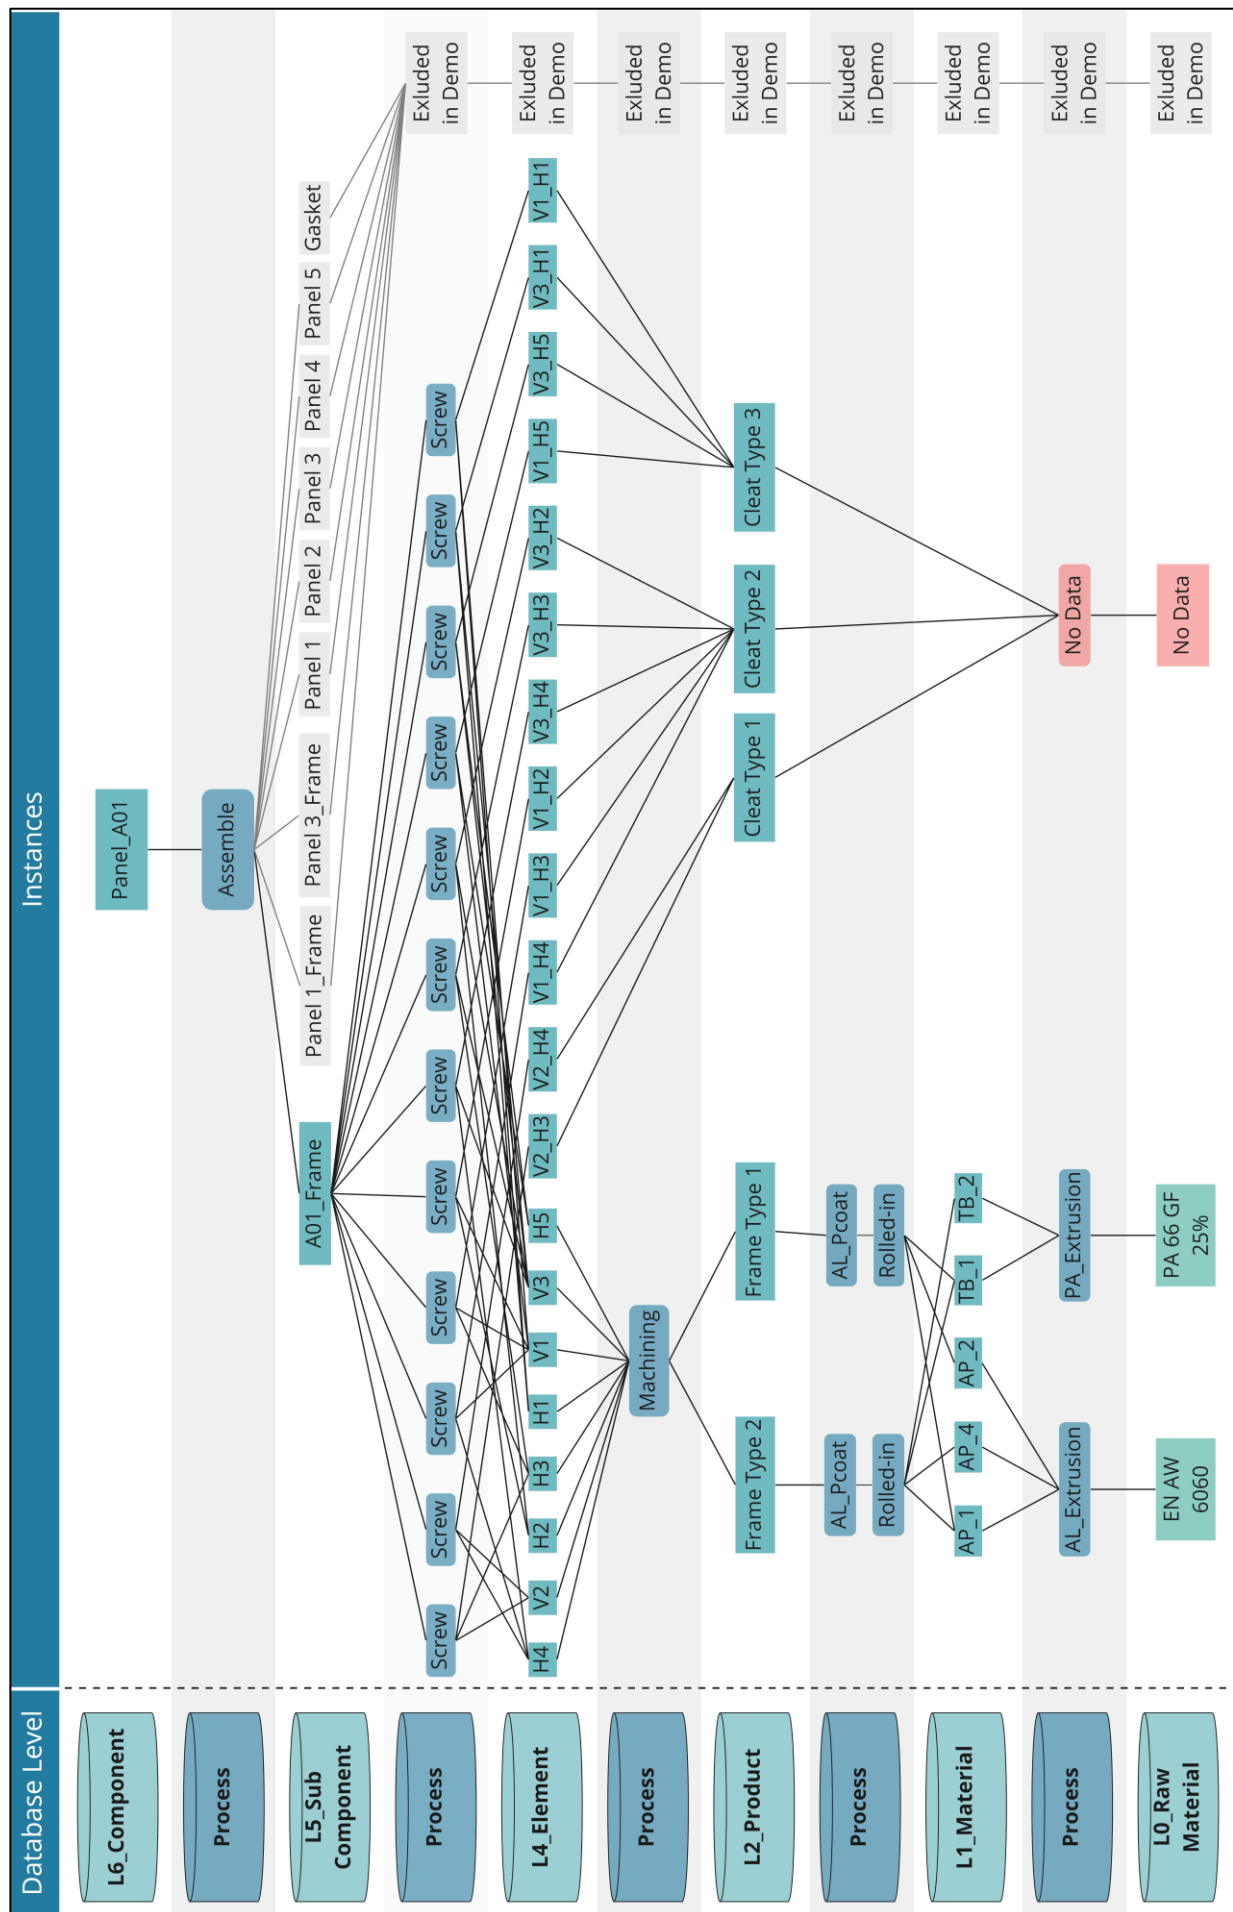 Database Level
Instances
L6_Component
Panel_A01
Process
Assemble
L5_Sub
Component
A01_Frame
Panel 1_Frame
Panel 3_Frame
Panel 1
Panel 2
Panel 3
Panel 4
Panel 5
Gasket
Process
Screw
Screw
Screw
Screw
Screw
Screw
Screw
Screw
Screw
Screw
Screw
Screw
Exluded
in Demo
L4_Element
H4
V2
H2
H3
H1
V1
V3
H5
V2_H3
V2_H4
V1_H4
V1_H3
V1_H2
V3_H4
V3_H3
V3_H2
V1_H5
V3_H5
V3_H1
V1_H1
Exluded
in Demo
Process
Machining
Exluded
in Demo
L2_Product
Frame Type 2
Frame Type 1
Cleat Type 1
Cleat Type 2
Cleat Type 3
Exluded
in Demo
Process
AL_Pcoat
Rolled-in
AL_Pcoat
Rolled-in
Exluded
in Demo
L1_Material
AP_1
AP_4
AP_2
TB_1
TB_2
Exluded
in Demo
Process
AL_Extrusion
PA_Extrusion
No Data
Exluded
in Demo
L0_Raw
Material
EN AW
6060
PA 66 GF
25%
No Data
Exluded
in Demo